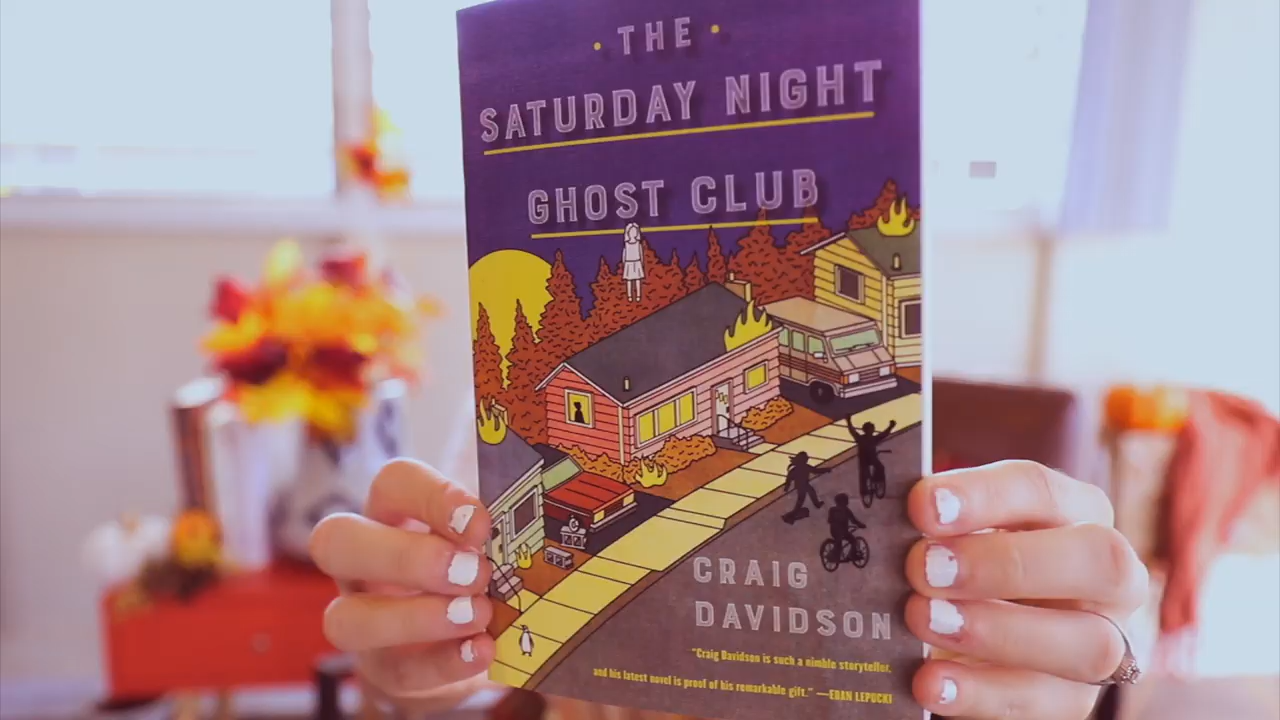 • THE •
SATURDAY NIGHT
GHOST CLUB
CRAIG
DAVIDSON
"Craig Davidson is such a nimble storyteller,
and his latest novel is proof of his remarkable gift." —EDAN LEPUCKI